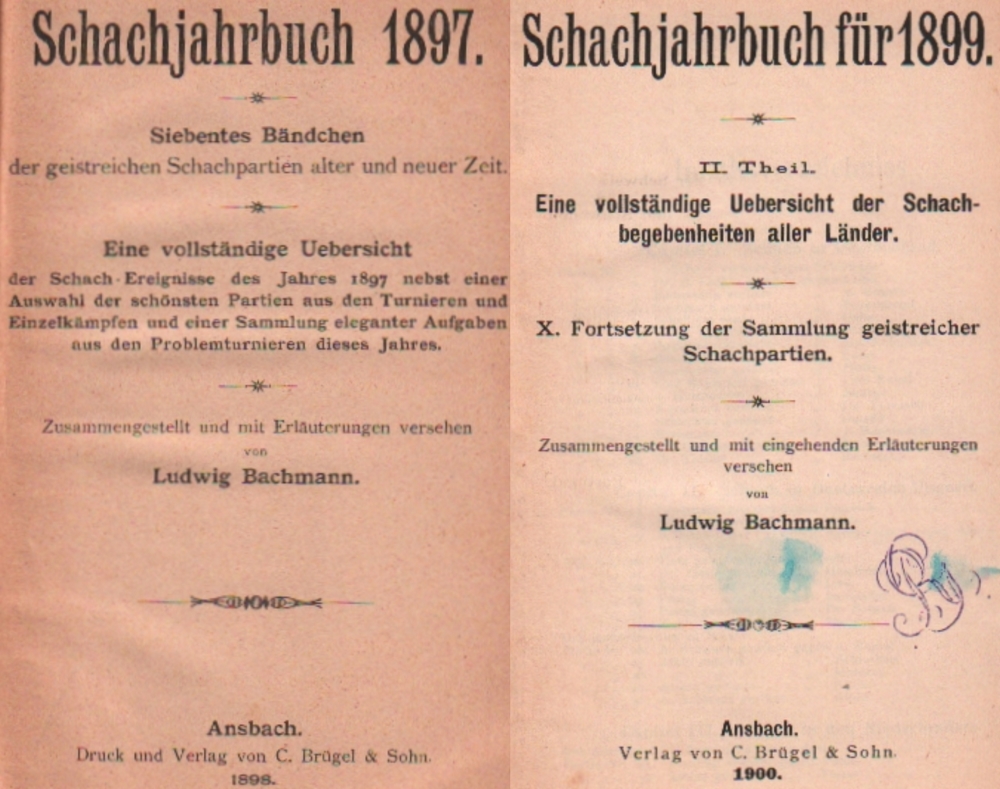 Schachjahrbuch 1897.
Siebentes Bändchen
der geistreichen Schachpartien alter und neuer Zeit.
Eine vollständige Uebersicht
der Schach-Ereignisse des Jahres 1897 nebst einer
Auswahl der schönsten Partien aus den Turnieren und
Einzelkämpfen und einer Sammlung eleganter Aufgaben
aus den Problemturnieren dieses Jahres.
Zusammengestellt und mit Erläuterungen versehen
von
Ludwig Bachmann.
Ansbach.
Druck und Verlag von C. Brügel & Sohn.
1898.
Schachjahrbuch für 1899.
II. Theil.
Eine vollständige Uebersicht der Schach-
begebenheiten aller Länder.
X. Fortsetzung der Sammlung geistreicher
Schachpartien.
Zusammengestellt und mit eingehenden Erläuterungen
versehen
von
Ludwig Bachmann.
Ansbach.
Verlag von C. Brügel & Sohn.
1900.